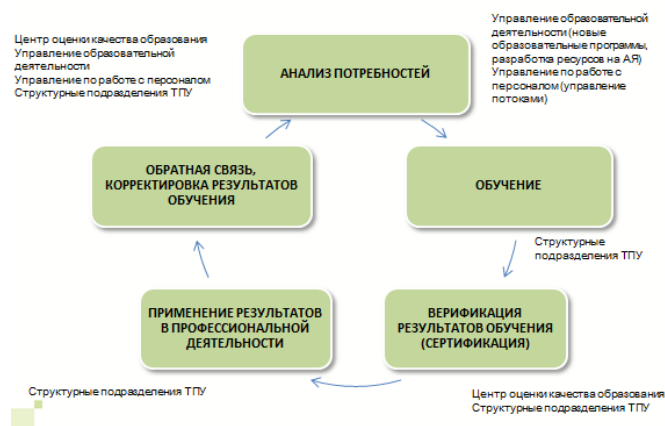 Центр оценки качества образования
Управление образовательной
деятельности
Управление по работе с персоналом
Структурные подразделения ТПУ
АНАЛИЗ ПОТРЕБНОСТЕЙ
Управление образовательной
деятельности (новые
образовательные программы,
разработка ресурсов на АЯ)
Управление по работе с
персоналом (управление
потоками)
ОБРАТНАЯ СВЯЗЬ,
КОРРЕКТИРОВКА РЕЗУЛЬТАТОВ
ОБУЧЕНИЯ
ОБУЧЕНИЕ
Структурные
подразделения ТПУ
ПРИМЕНЕНИЕ РЕЗУЛЬТАТОВ
В ПРОФЕССИОНАЛЬНОЙ
ДЕЯТЕЛЬНОСТИ
ВЕРИФИКАЦИЯ
РЕЗУЛЬТАТОВ ОБУЧЕНИЯ
(СЕРТИФИКАЦИЯ)
Структурные подразделения ТПУ
Центр оценки качества образования
Структурные подразделения ТПУ